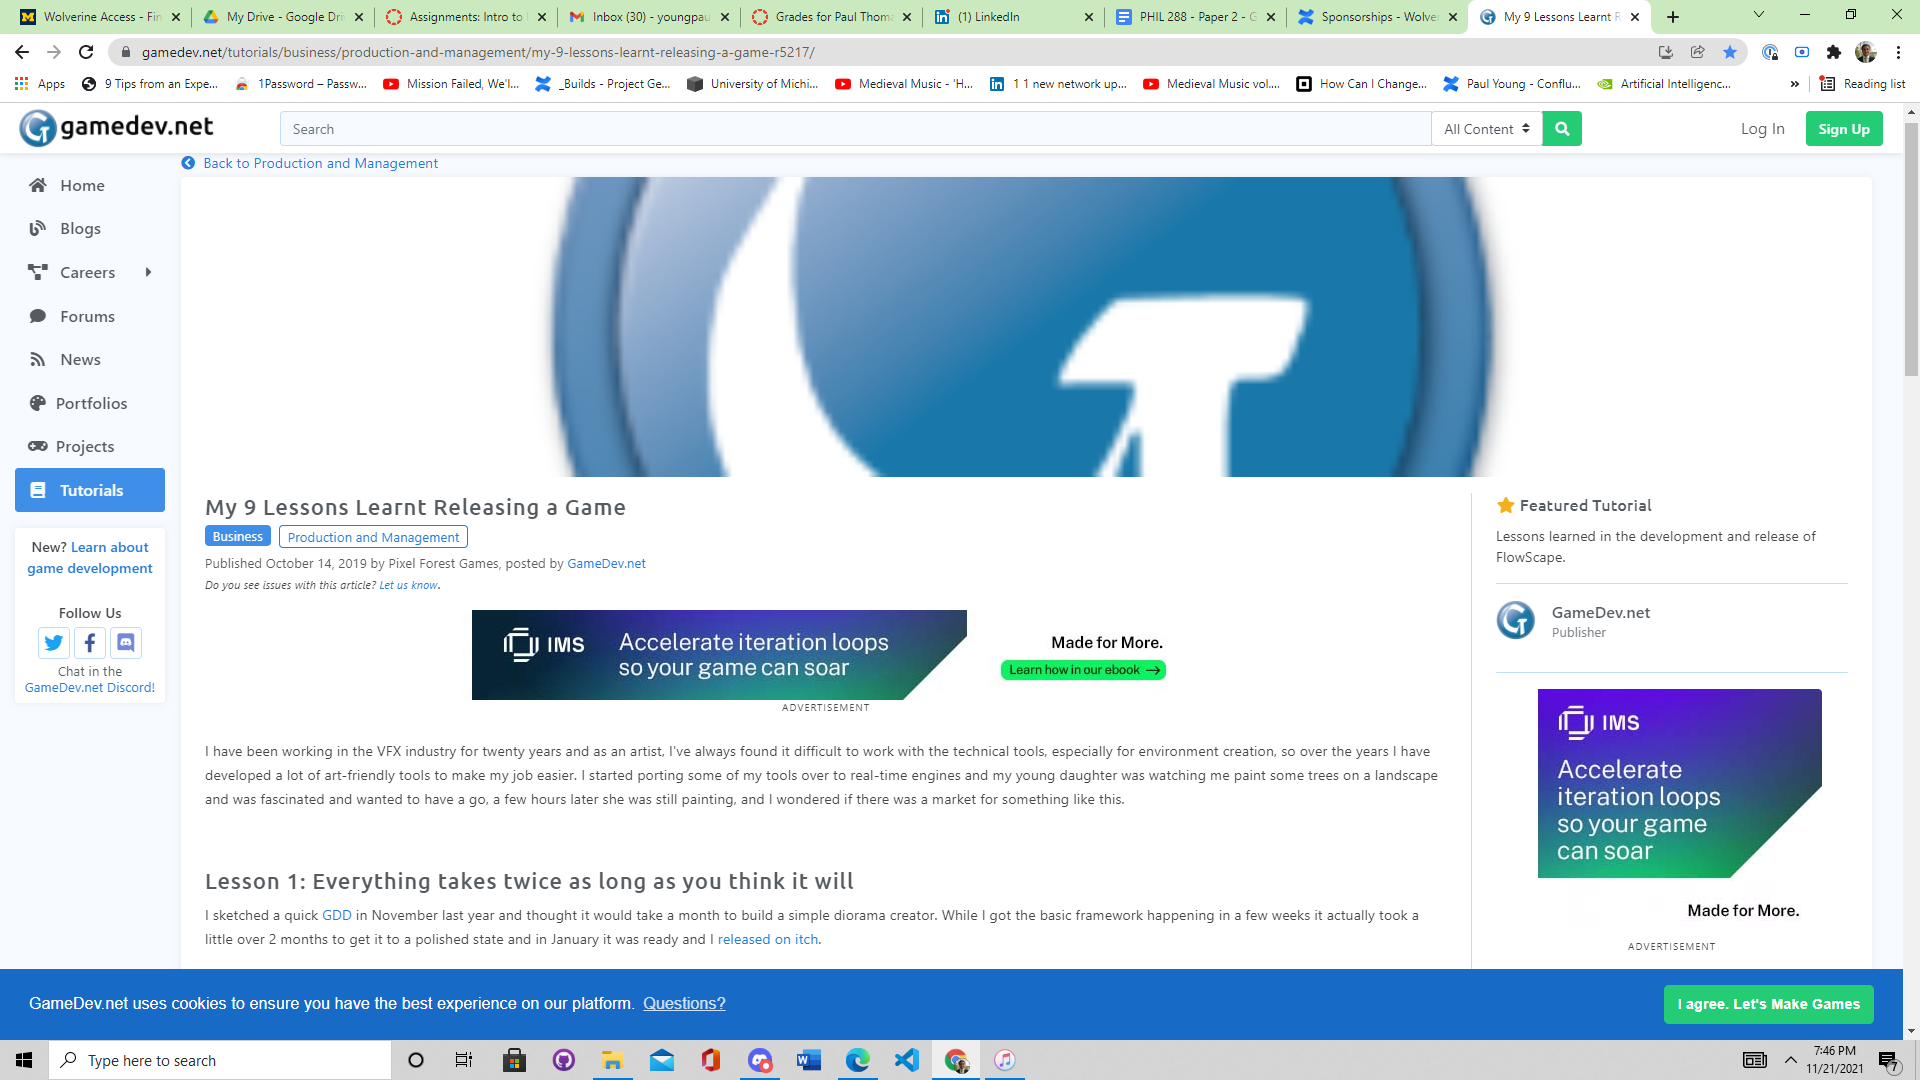 Wolverine Access - Fin
My Drive - Google Dri
Assignments: Intro to
Inbox (30) - youngpau
Grades for Paul Thoma
(1) LinkedIn
PHIL 288 - Paper 2 - G
Sponsorships - Wolver
My 9 Lessons Learnt R
gamedev.net/tutorials/business/production-and-management/my-9-lessons-learnt-releasing-a-game-r5217/
Apps
9 Tips from an Expe...
1Password – Passw...
Mission Failed, We'l...
_Builds - Project Ge...
University of Michi...
Medieval Music - 'H...
1 1 new network up...
Medieval Music vol....
How Can I Change...
Paul Young - Conflu...
Artificial Intelligenc...
»
Reading list
gamedev.net
Search
All Content
Log In
Sign Up
Back to Production and Management
Home
Blogs
Careers
Forums
News
Portfolios
Projects
Tutorials
New? Learn about
game development
Follow Us
Chat in the
GameDev.net Discord!
My 9 Lessons Learnt Releasing a Game
Business
Production and Management
Published October 14, 2019 by Pixel Forest Games, posted by GameDev.net
Do you see issues with this article? Let us know.
IMS
Accelerate iteration loops
so your game can soar
Made for More.
Learn how in our ebook →
ADVERTISEMENT
I have been working in the VFX industry for twenty years and as an artist, I've always found it difficult to work with the technical tools, especially for environment creation, so over the years I have
developed a lot of art-friendly tools to make my job easier. I started porting some of my tools over to real-time engines and my young daughter was watching me paint some trees on a landscape
and was fascinated and wanted to have a go, a few hours later she was still painting, and I wondered if there was a market for something like this.
Lesson 1: Everything takes twice as long as you think it will
I sketched a quick GDD in November last year and thought it would take a month to build a simple diorama creator. While I got the basic framework happening in a few weeks it actually took a
little over 2 months to get it to a polished state and in January it was ready and I released on itch.
Featured Tutorial
Lessons learned in the development and release of
FlowScape.
GameDev.net
Publisher
IMS
Accelerate
iteration loops
so your game
can soar
Made for More.
ADVERTISEMENT
GameDev.net uses cookies to ensure you have the best experience on our platform. Questions?
I agree. Let's Make Games
Type here to search
7:46 PM
11/21/2021
7